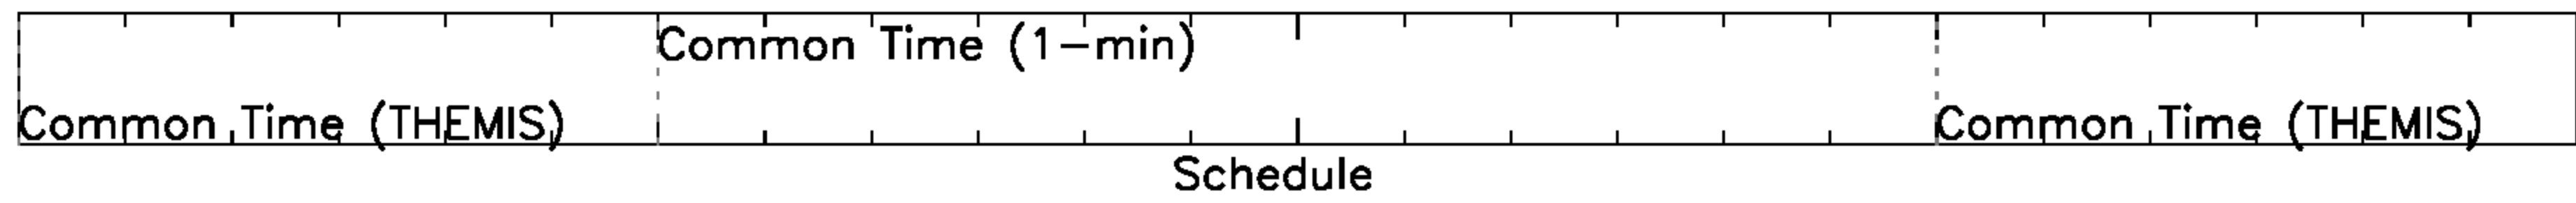 Common Time (1-min)
Common Time (THEMIS)
Common Time (THEMIS)
Schedule